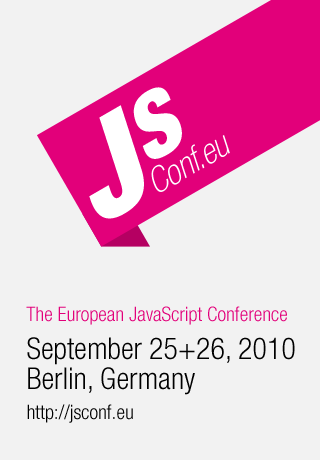 Js
Conf.eu
The European JavaScript Conference
September 25+26, 2010
Berlin, Germany
http://jsconf.eu